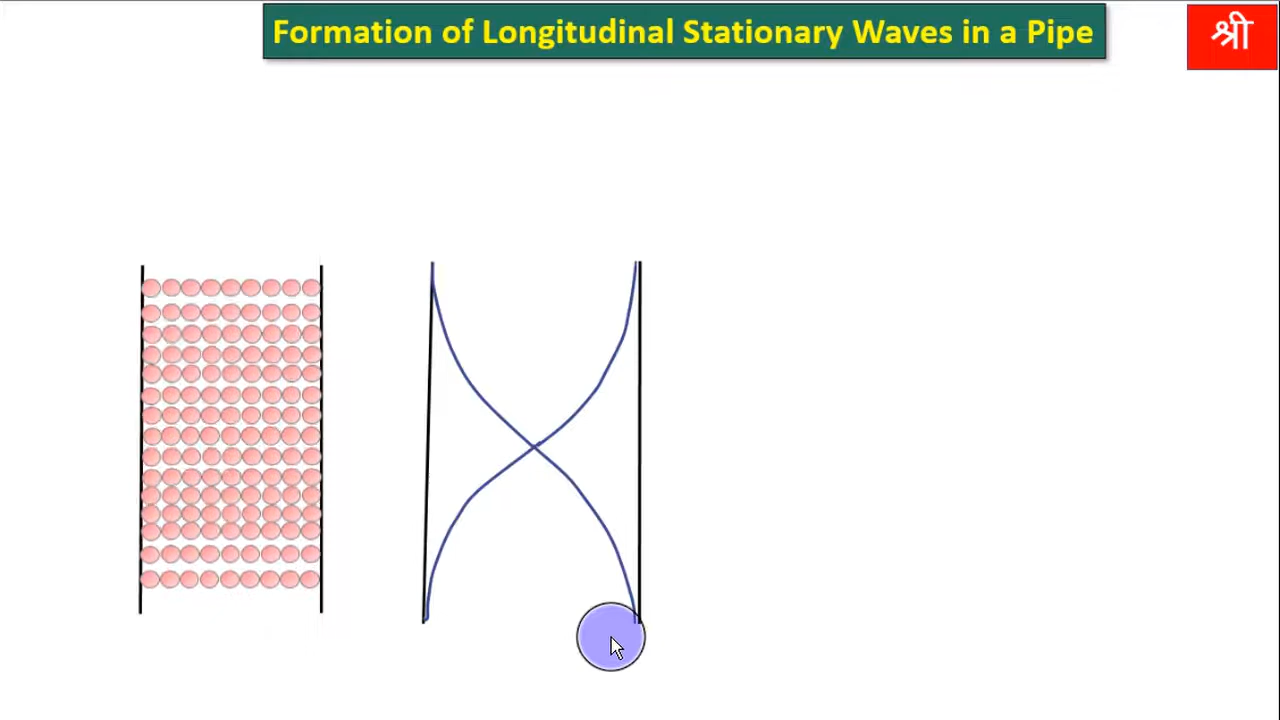 Formation of Longitudinal Stationary Waves in a Pipe
श्री